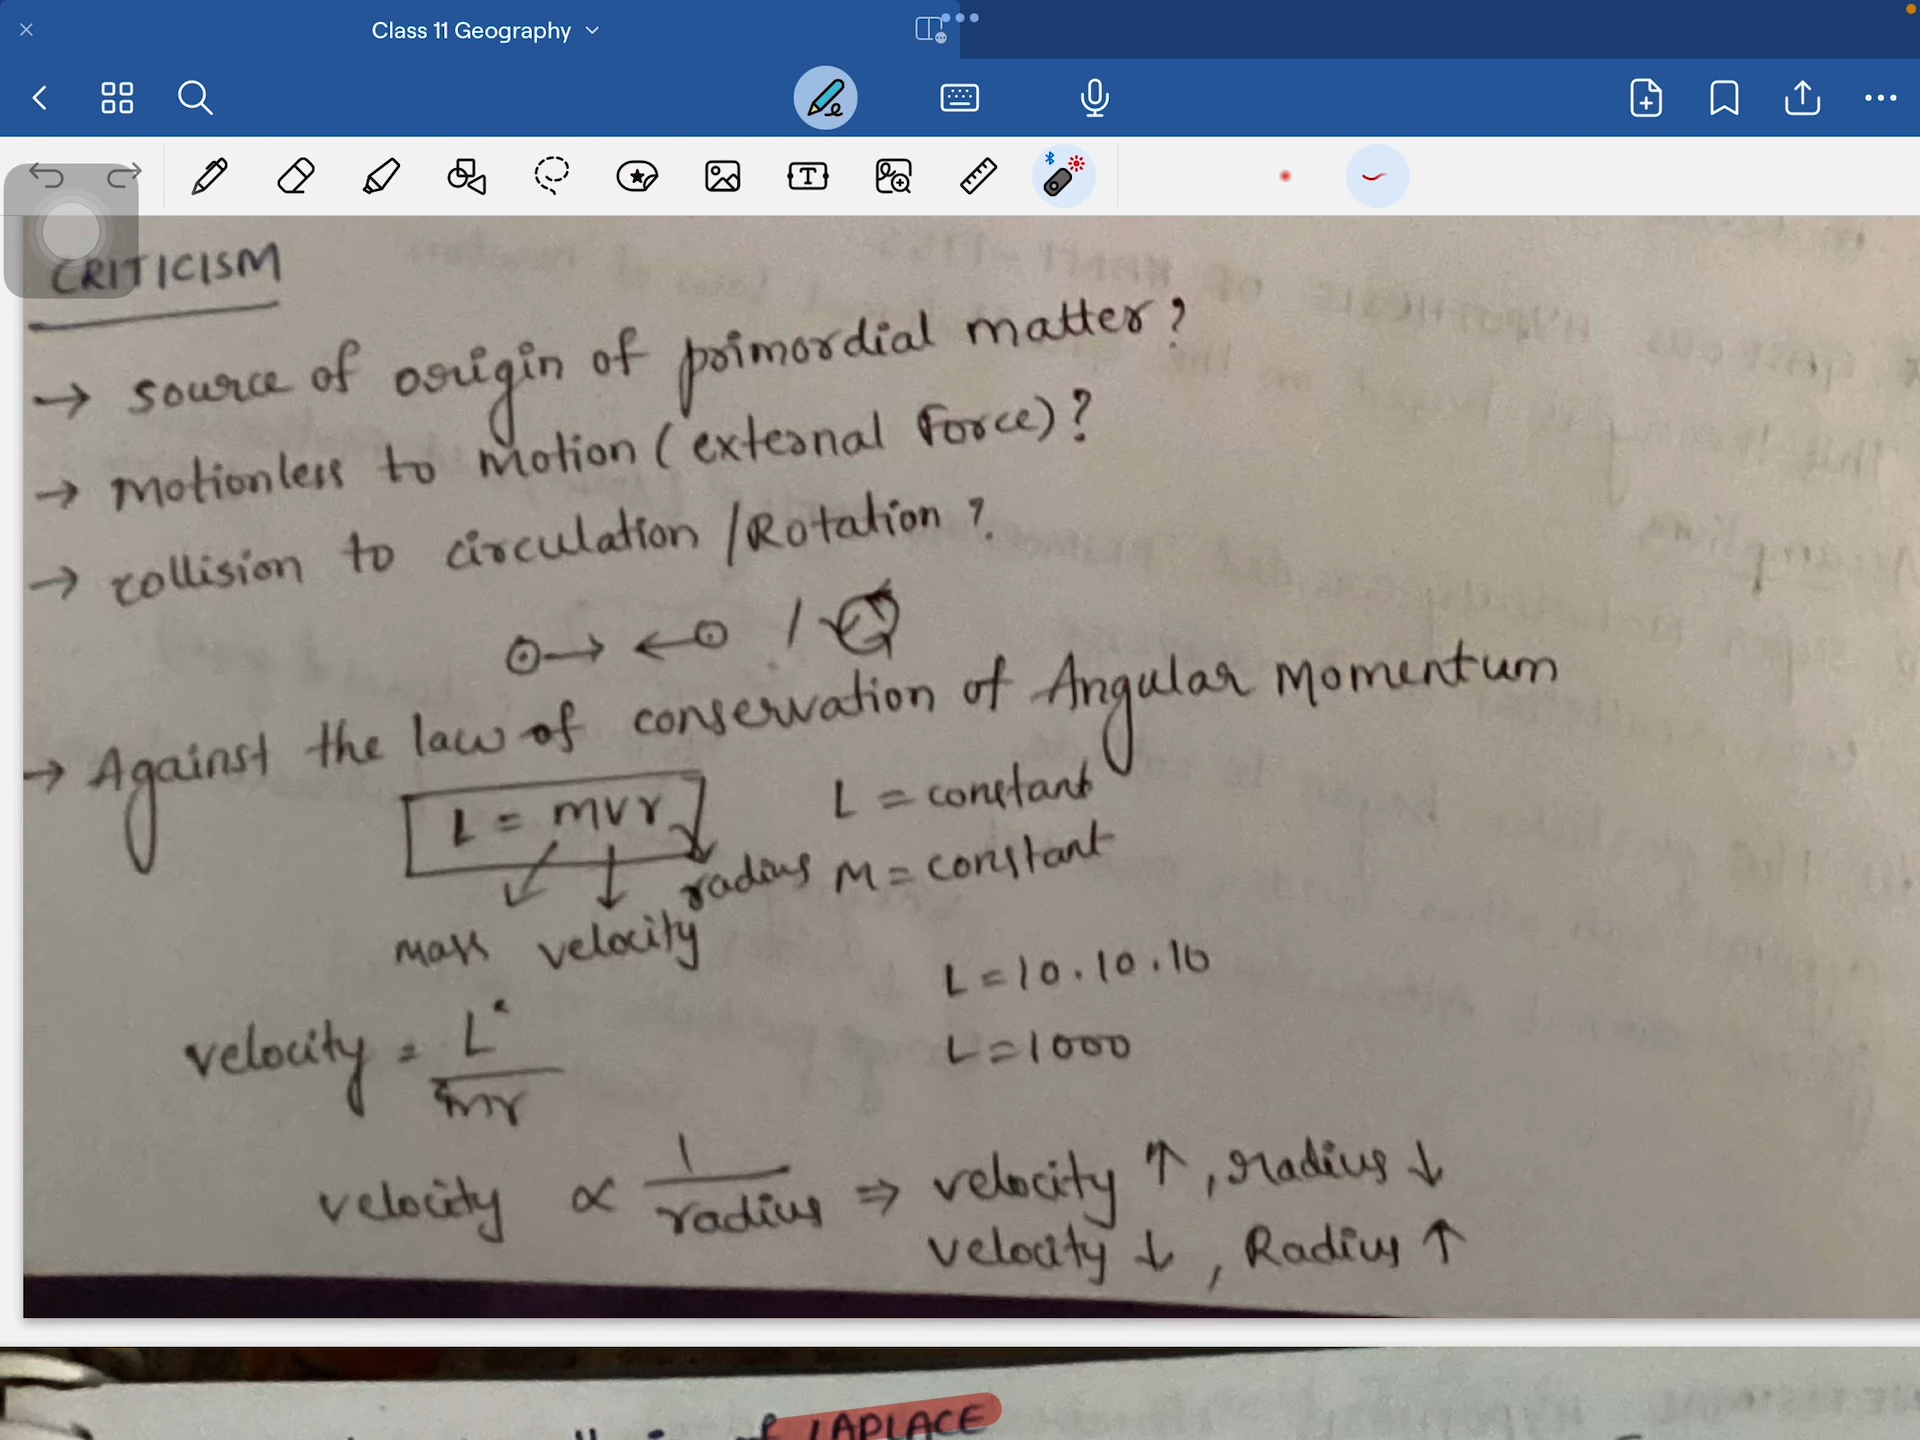 Class 11 Geography
CRITICISM
→ source of origin of primordial matter?
→ Motionless to Motion (external Force)?
→ collision to circulation / Rotation?
→ Against the law of conservation of Angular Momentum
L = mvr
L = constant
radius
M = constant
mass velocity
L = 10.10.10
L = 1000
velocity = L / mr
velocity ∝ 1 / radius ⇒ velocity ↑, radius ↓
velocity ↓, Radius ↑
of LAPLACE